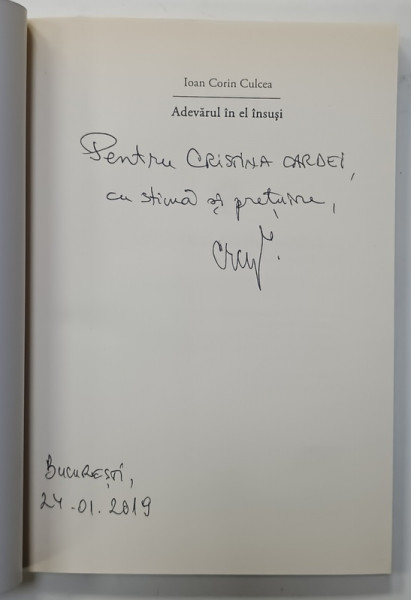 Ioan Corin Culcea
Adevărul în el însuși
Pentru CRISTINA CARDEI,
cu stimă și prețuire,
BUCUREȘTI,
24.01.2019